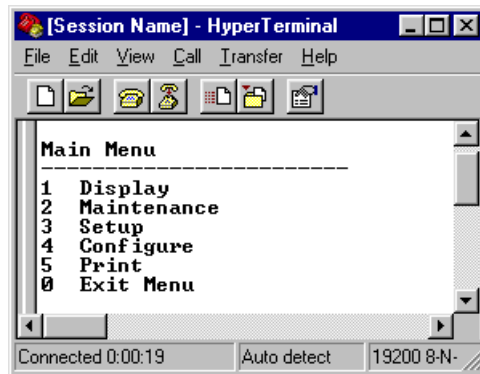 [Session Name] - HyperTerminal
File Edit View Call Transfer Help
Main Menu
------------------------
1 Display
2 Maintenance
3 Setup
4 Configure
5 Print
0 Exit Menu
Connected 0:00:19 Auto detect 19200 8-N-